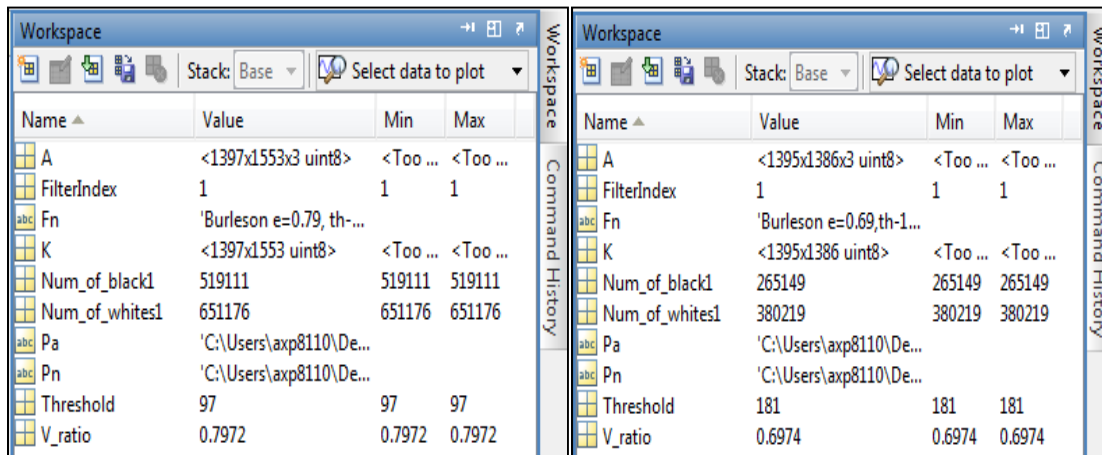 Workspace
Stack: Base Select data to plot
Name Value Min Max
A <1397x1553x3 uint8> <Too ... <Too ...
FilterIndex 1 1 1
abc Fn 'Burleson e=0.79, th-...
K <1397x1553 uint8> <Too ... <Too ...
Num_of_black1 519111 519111 519111
Num_of_whites1 651176 651176 651176
abc Pa 'C:\Users\axp8110\De...
abc Pn 'C:\Users\axp8110\De...
Threshold 97 97 97
V_ratio 0.7972 0.7972 0.7972
Workspace
Command History
Workspace
Stack: Base Select data to plot
Name Value Min Max
A <1395x1386x3 uint8> <Too ... <Too ...
FilterIndex 1 1 1
abc Fn 'Burleson e=0.69,th-1...
K <1395x1386 uint8> <Too ... <Too ...
Num_of_black1 265149 265149 265149
Num_of_whites1 380219 380219 380219
abc Pa 'C:\Users\axp8110\De...
abc Pn 'C:\Users\axp8110\De...
Threshold 181 181 181
V_ratio 0.6974 0.6974 0.6974
Workspace
Command History